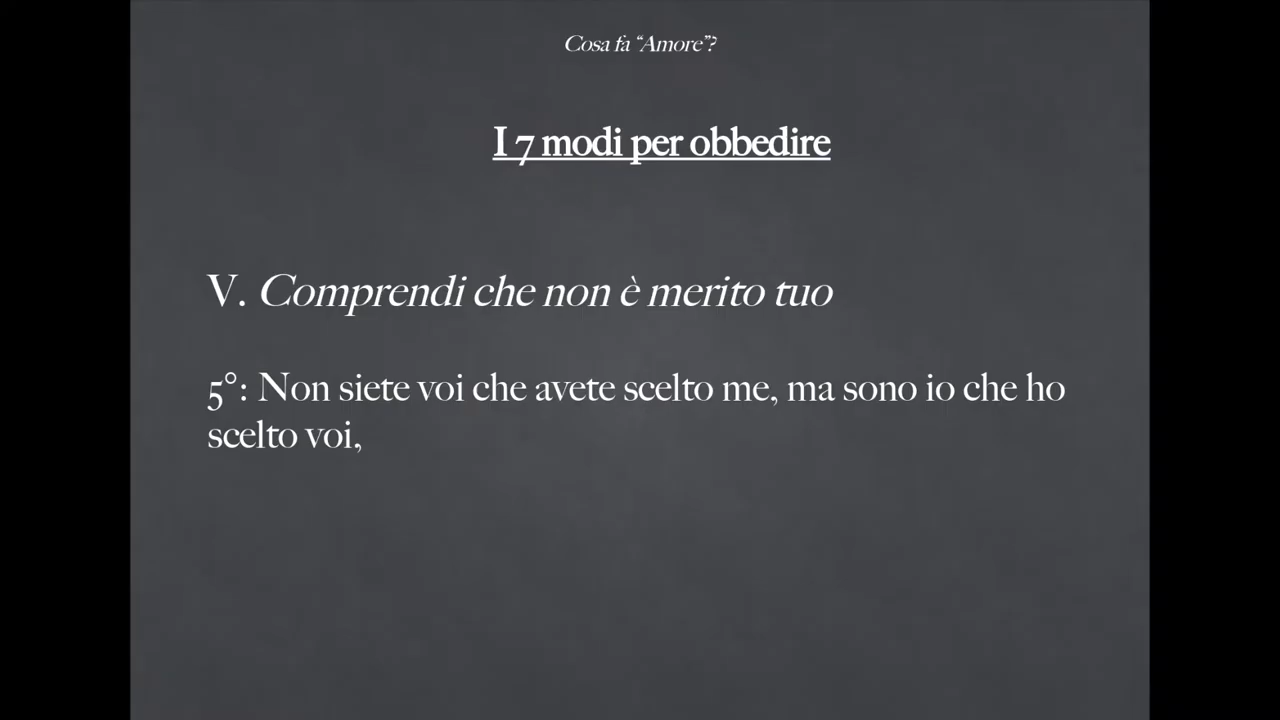 Cosa fa “Amore”?
I 7 modi per obbedire
V. Comprendi che non è merito tuo
5°: Non siete voi che avete scelto me, ma sono io che ho
scelto voi,